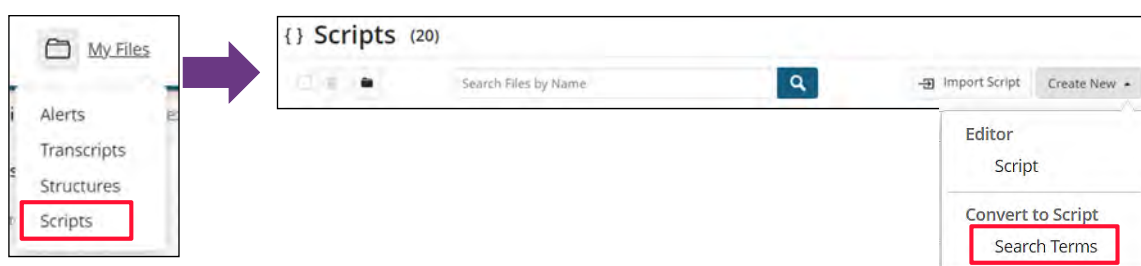 My Files
Alerts
Transcripts
Structures
Scripts
{ } Scripts (20)
Search Files by Name
Import Script
Create New
Editor
Script
Convert to Script
Search Terms